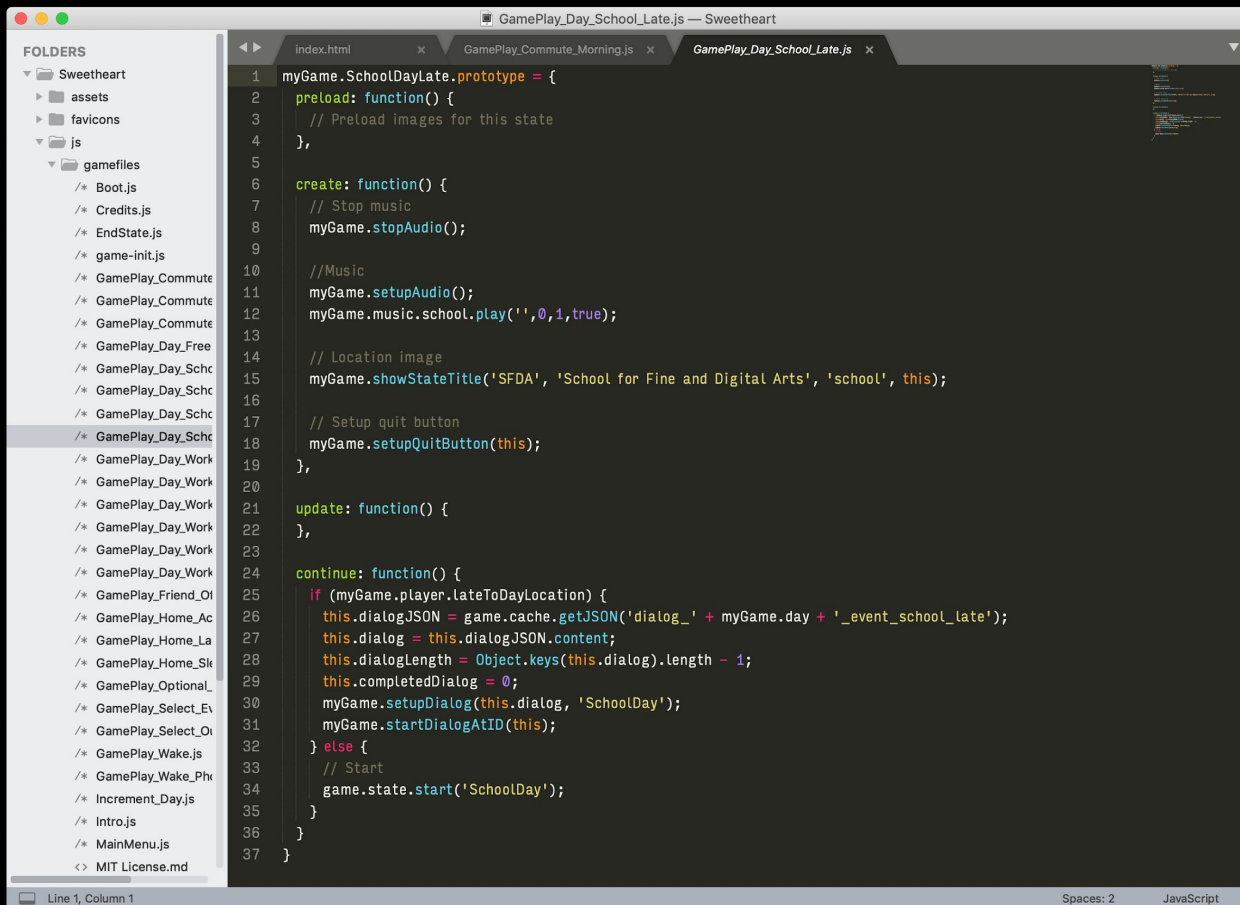 GamePlay_Day_School_Late.js — Sweetheart
FOLDERS
Sweetheart
assets
favicons
js
gamefiles
/* Boot.js
/* Credits.js
/* EndState.js
/* game-init.js
/* GamePlay_Commute
/* GamePlay_Commute
/* GamePlay_Commute
/* GamePlay_Day_Free
/* GamePlay_Day_Scho
/* GamePlay_Day_Scho
/* GamePlay_Day_Scho
/* GamePlay_Day_Scho
/* GamePlay_Day_Work
/* GamePlay_Day_Work
/* GamePlay_Day_Work
/* GamePlay_Day_Work
/* GamePlay_Day_Work
/* GamePlay_Day_Work
/* GamePlay_Friend_Of
/* GamePlay_Home_Ac
/* GamePlay_Home_La
/* GamePlay_Home_Sle
/* GamePlay_Optional_
/* GamePlay_Select_Ev
/* GamePlay_Select_Ou
/* GamePlay_Wake.js
/* GamePlay_Wake_Pho
/* Increment_Day.js
/* Intro.js
/* MainMenu.js
<> MIT License.md
index.html × GamePlay_Commute_Morning.js × GamePlay_Day_School_Late.js ×
1 myGame.SchoolDayLate.prototype = {
2 preload: function() {
3 // Preload images for this state
4 },
5
6 create: function() {
7 // Stop music
8 myGame.stopAudio();
9
10 //Music
11 myGame.setupAudio();
12 myGame.music.school.play('',0,1,true);
13
14 // Location image
15 myGame.showStateTitle('SFDA', 'School for Fine and Digital Arts', 'school', this);
16
17 // Setup quit button
18 myGame.setupQuitButton(this);
19 },
20
21 update: function() {
22 },
23
24 continue: function() {
25 if (myGame.player.lateToDayLocation) {
26 this.dialogJSON = game.cache.getJSON('dialog_' + myGame.day + '_event_school_late');
27 this.dialog = this.dialogJSON.content;
28 this.dialogLength = Object.keys(this.dialog).length - 1;
29 this.completedDialog = 0;
30 myGame.setupDialog(this.dialog, 'SchoolDay');
31 myGame.startDialogAtID(this);
32 } else {
33 // Start
34 game.state.start('SchoolDay');
35 }
36 }
37 }
Line 1, Column 1
Spaces: 2 JavaScript